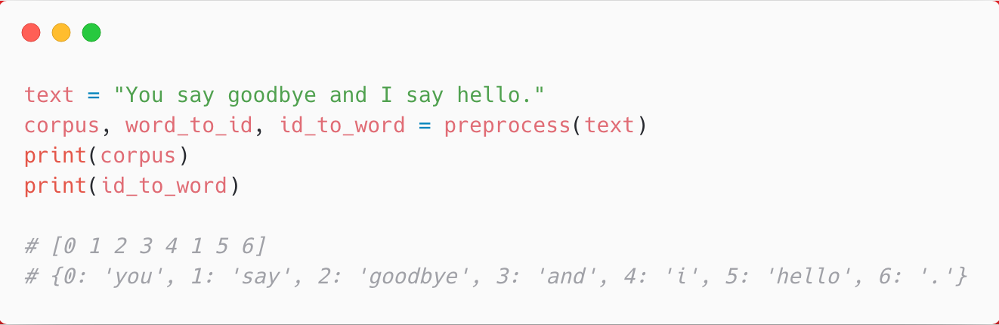 text = "You say goodbye and I say hello."
corpus, word_to_id, id_to_word = preprocess(text)
print(corpus)
print(id_to_word)
# [0 1 2 3 4 1 5 6]
# {0: 'you', 1: 'say', 2: 'goodbye', 3: 'and', 4: 'i', 5: 'hello', 6: '.'}